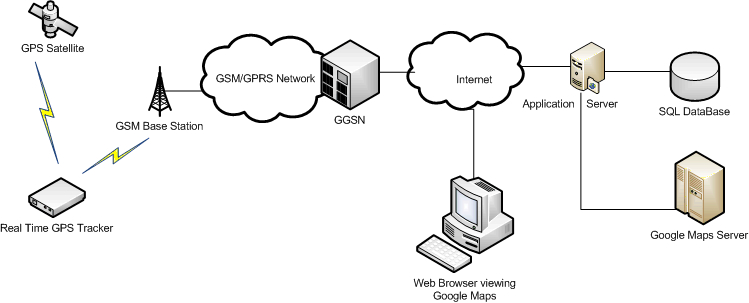 GPS Satellite
GSM/GPRS Network
Internet
GSM Base Station
GGSN
Application Server
SQL DataBase
Real Time GPS Tracker
Google Maps Server
Web Browser viewing
Google Maps